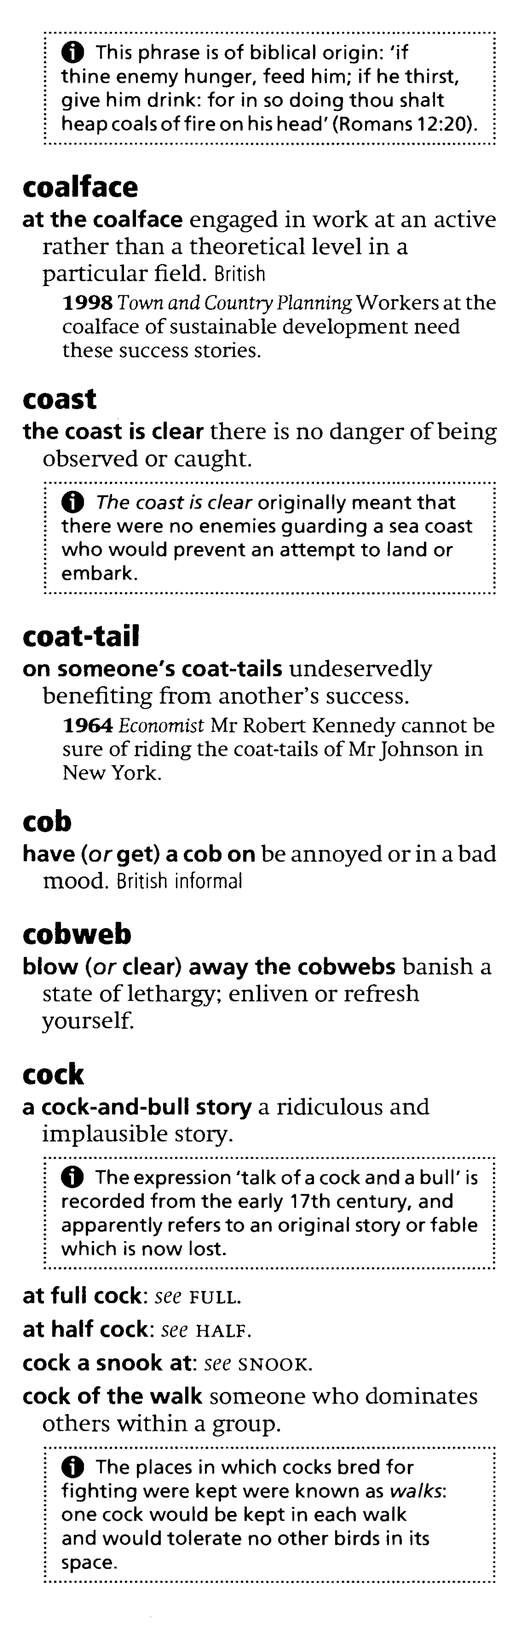 This phrase is of biblical origin: ‘if
thine enemy hunger, feed him; if he thirst,
give him drink: for in so doing thou shalt
heap coals of fire on his head’ (Romans 12:20).
coalface
at the coalface engaged in work at an active
rather than a theoretical level in a
particular field. British
1998 Town and Country Planning Workers at the
coalface of sustainable development need
these success stories.
coast
the coast is clear there is no danger of being
observed or caught.
The coast is clear originally meant that
there were no enemies guarding a sea coast
who would prevent an attempt to land or
embark.
coat-tail
on someone’s coat-tails undeservedly
benefiting from another’s success.
1964 Economist Mr Robert Kennedy cannot be
sure of riding the coat-tails of Mr Johnson in
New York.
cob
have (or get) a cob on be annoyed or in a bad
mood. British informal
cobweb
blow (or clear) away the cobwebs banish a
state of lethargy; enliven or refresh
yourself.
cock
a cock-and-bull story a ridiculous and
implausible story.
The expression ‘talk of a cock and a bull’ is
recorded from the early 17th century, and
apparently refers to an original story or fable
which is now lost.
at full cock: see FULL.
at half cock: see HALF.
cock a snook at: see SNOOK.
cock of the walk someone who dominates
others within a group.
The places in which cocks bred for
fighting were kept were known as walks:
one cock would be kept in each walk
and would tolerate no other birds in its
space.